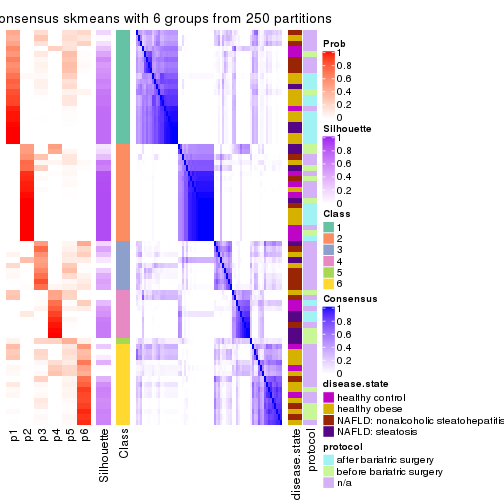 onsensus skmeans with 6 groups from 250 partitions
Prob
1
0.8
0.6
0.4
0.2
0
Silhouette
1
0.8
0.6
0.4
0.2
0
Class
1
2
3
4
5
6
Consensus
1
0.8
0.6
0.4
0.2
0
disease.state
healthy control
healthy obese
NAFLD: nonalcoholic steatohepatitis
NAFLD: steatosis
protocol
after bariatric surgery
before bariatric surgery
n/a
p1
p2
p3
p4
p5
p6
Silhouette
Class
disease.state
protocol